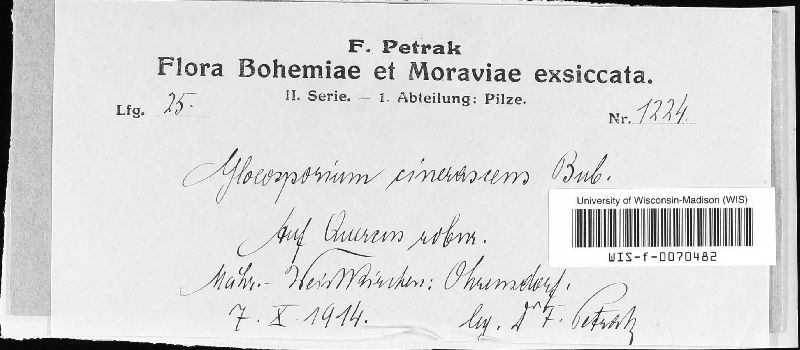 F. Petrak
Flora Bohemiae et Moraviae exsiccata.
II. Serie. — 1. Abteilung: Pilze.
Lfg. 25.
Nr. 1224.
Gloeosporium cinerascens Bub.
University of Wisconsin-Madison (WIS)
WIS-f-0070482
Auf Quercus robur.
Mähr.-Weisskirchen: Ohrensdorf.
7. X. 1914. leg. Dr F. Petrak